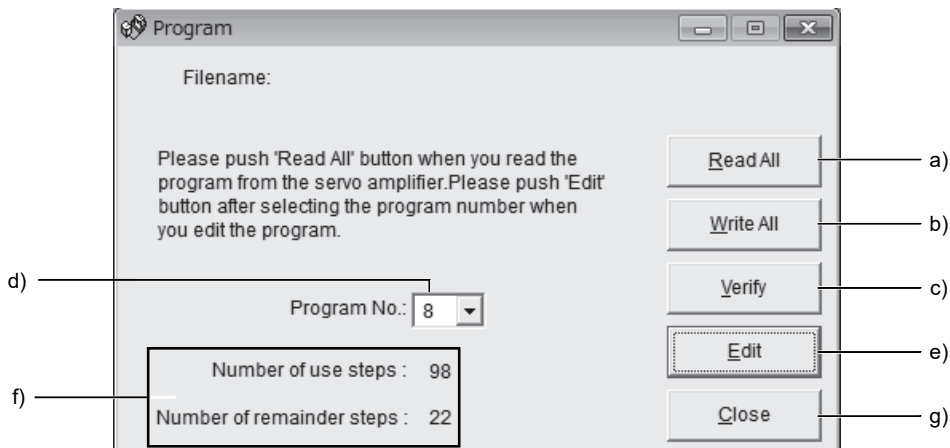 Program
Filename:
Please push 'Read All' button when you read the
program from the servo amplifier.Please push 'Edit'
button after selecting the program number when
you edit the program.
Read All
a)
Write All
b)
Verify
c)
d)
Program No.: 8
Edit
e)
f)
Number of use steps : 98
Number of remainder steps : 22
Close
g)